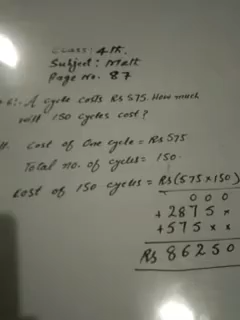 Class: 4th.
Subject: Math
Page No. 87
A cycle costs Rs 575. How much
will 150 cycles cost?
Cost of One cycle = Rs 575
Total no. of cycles = 150.
Cost of 150 cycles = Rs (575 × 150)
0 0 0
+ 2 8 7 5 ×
+ 5 7 5 × ×
Rs 8 6 2 5 0